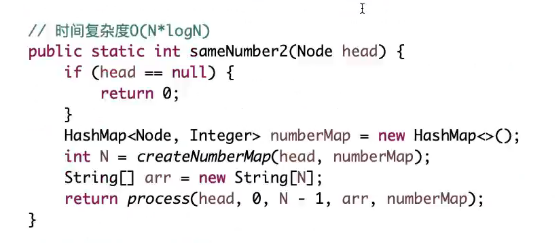 // 时间复杂度O(N*logN)
public static int sameNumber2(Node head) {
if (head == null) {
return 0;
}
HashMap<Node, Integer> numberMap = new HashMap<>();
int N = createNumberMap(head, numberMap);
String[] arr = new String[N];
return process(head, 0, N - 1, arr, numberMap);
}